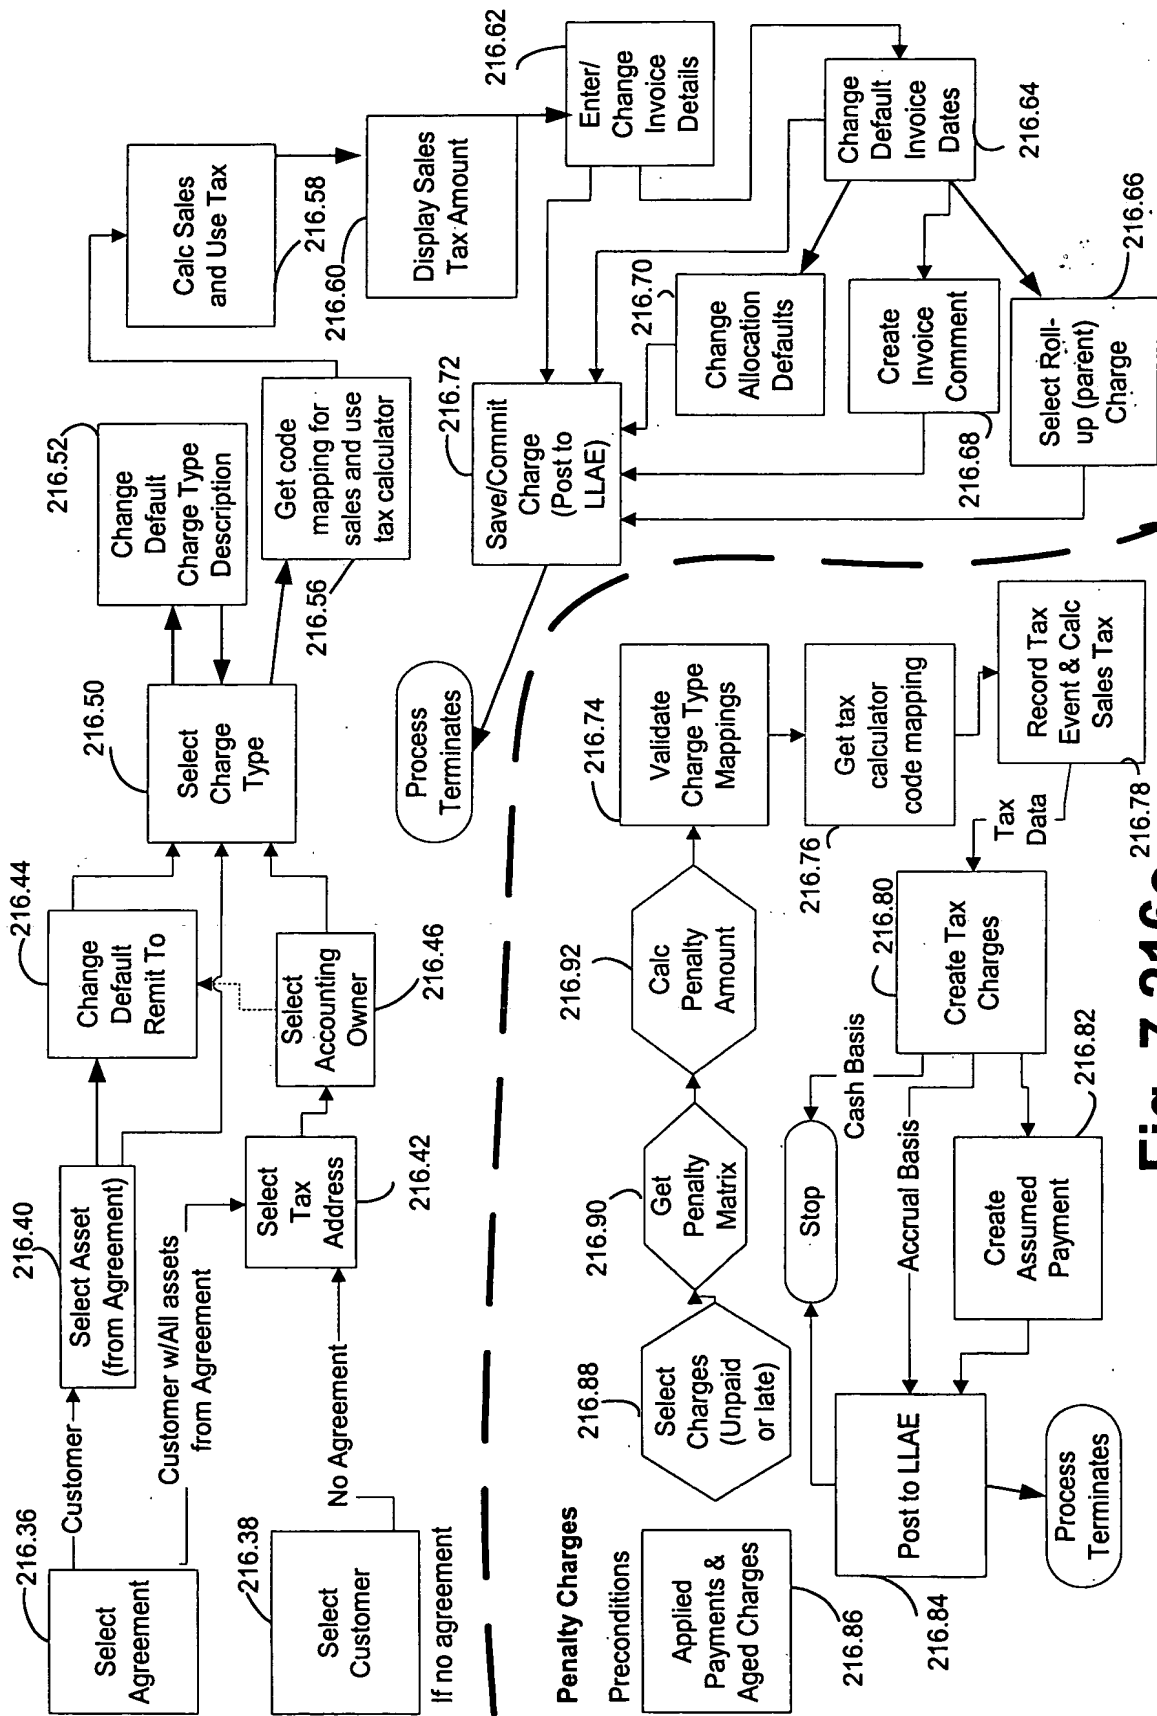 216.36
Select
Agreement
Customer
216.40
Select Asset
(from Agreement)
Customer w/All assets
from Agreement
216.38
Select
Customer
If no agreement
No Agreement
Select
Tax
Address
216.42
216.44
Change
Default
Remit To
Select
Accounting
Owner
216.46
216.50
Select
Charge
Type
216.52
Change
Default
Charge Type
Description
216.56
Get code
mapping for
sales and use
tax calculator
Calc Sales
and Use Tax
216.58
216.60
Display Sales
Tax Amount
216.62
Enter/
Change
Invoice
Details
Change
Default
Invoice
Dates
216.64
216.70
Change
Allocation
Defaults
Create
Invoice
Comment
216.68
Select Roll-
up (parent)
Charge
216.66
216.72
Save/Commit
Charge
(Post to
LLAE)
Process
Terminates
Penalty Charges
Preconditions
Applied
Payments &
Aged Charges
216.86
216.88
Select
Charges
(Unpaid
or late)
216.90
Get
Penalty
Matrix
216.92
Calc
Penalty
Amount
216.74
Validate
Charge Type
Mappings
Get tax
calculator
code mapping
216.76
Record Tax
Event & Calc
Sales Tax
216.78
Tax
Data
216.80
Create Tax
Charges
Cash Basis
Stop
Accrual Basis
216.82
Create
Assumed
Payment
Post to LLAE
216.84
Process
Terminates